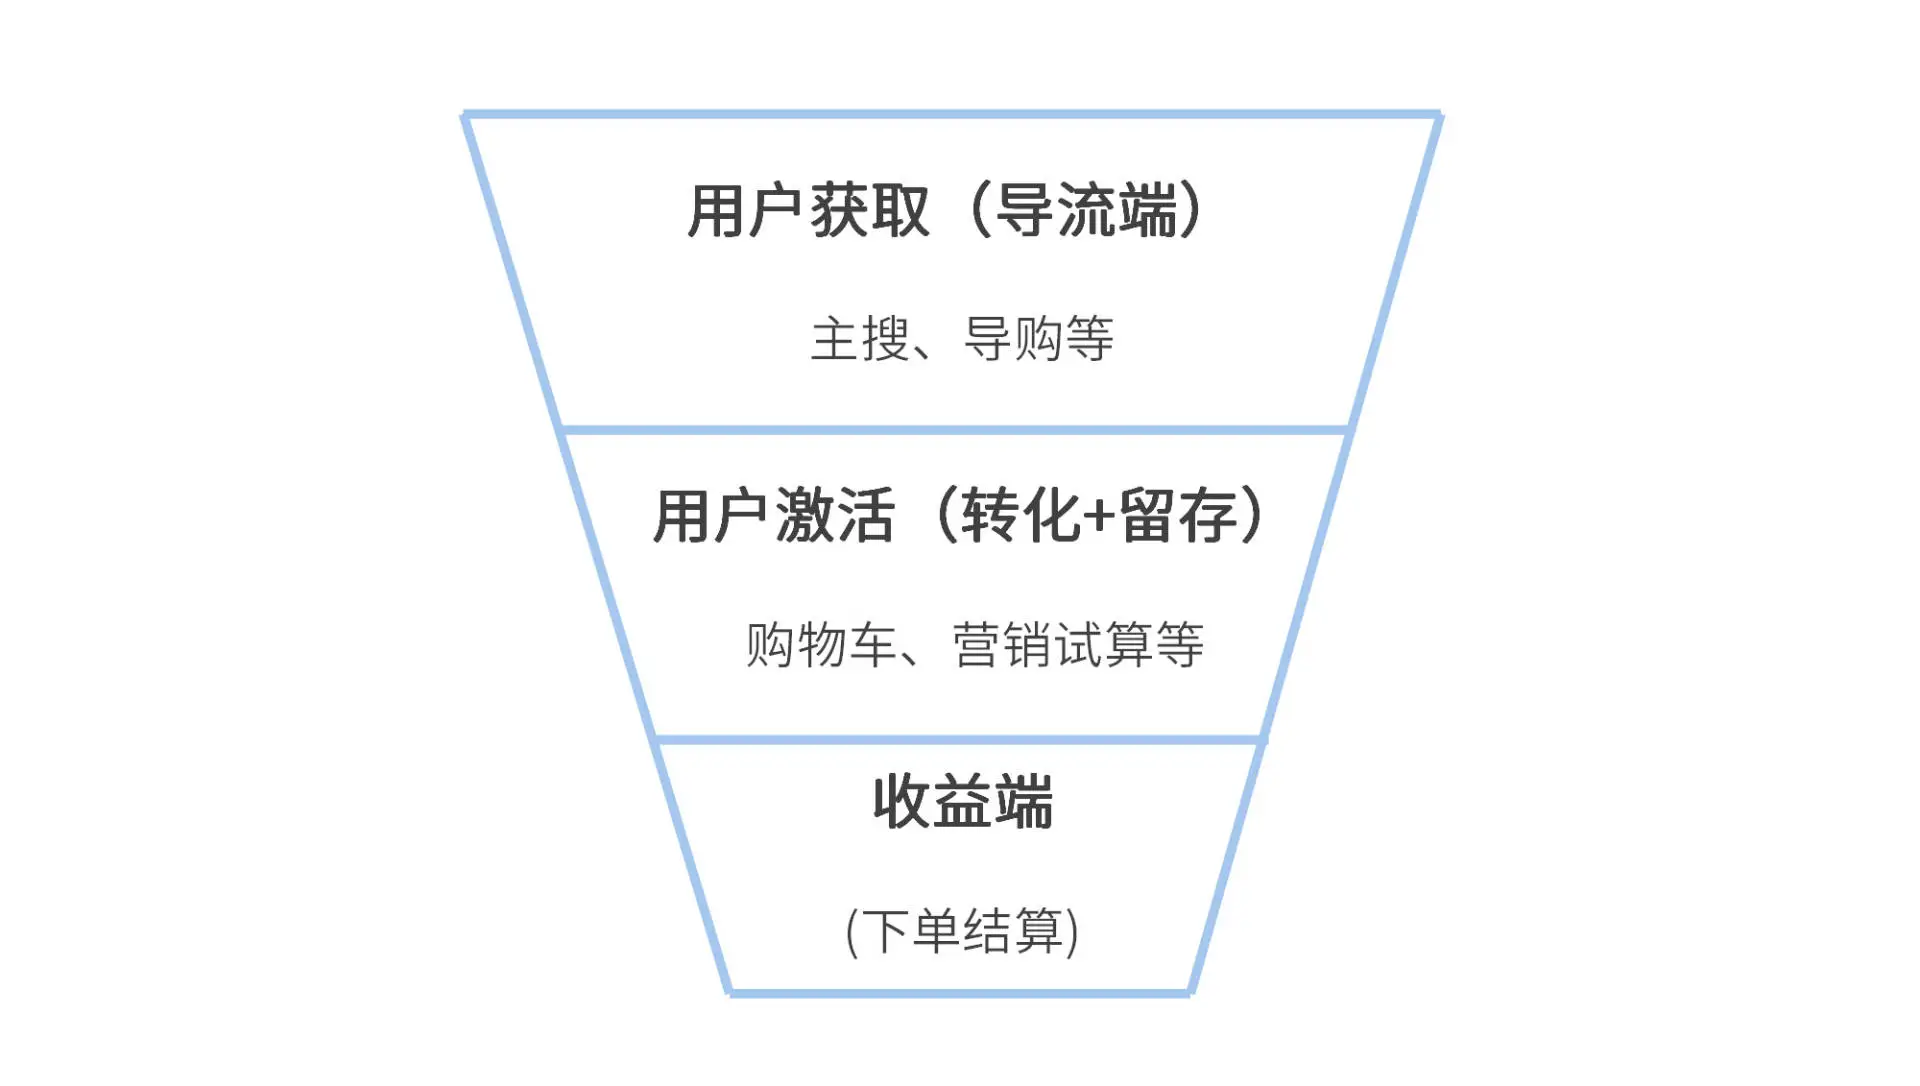 用户获取（导流端）
主搜、导购等
用户激活（转化+留存）
购物车、营销试算等
收益端
(下单结算)